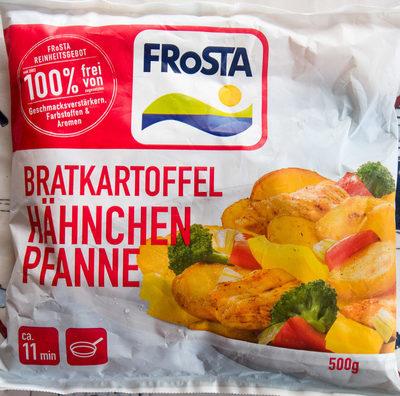 FRoSTA
REINHEITSGEBOT
100% frei
von
Geschmacksverstärkern,
Farbstoffen &
Aromen
FRoSTA
BRATKARTOFFEL
HÄHNCHEN
PFANNE
ca.
11 min
500g